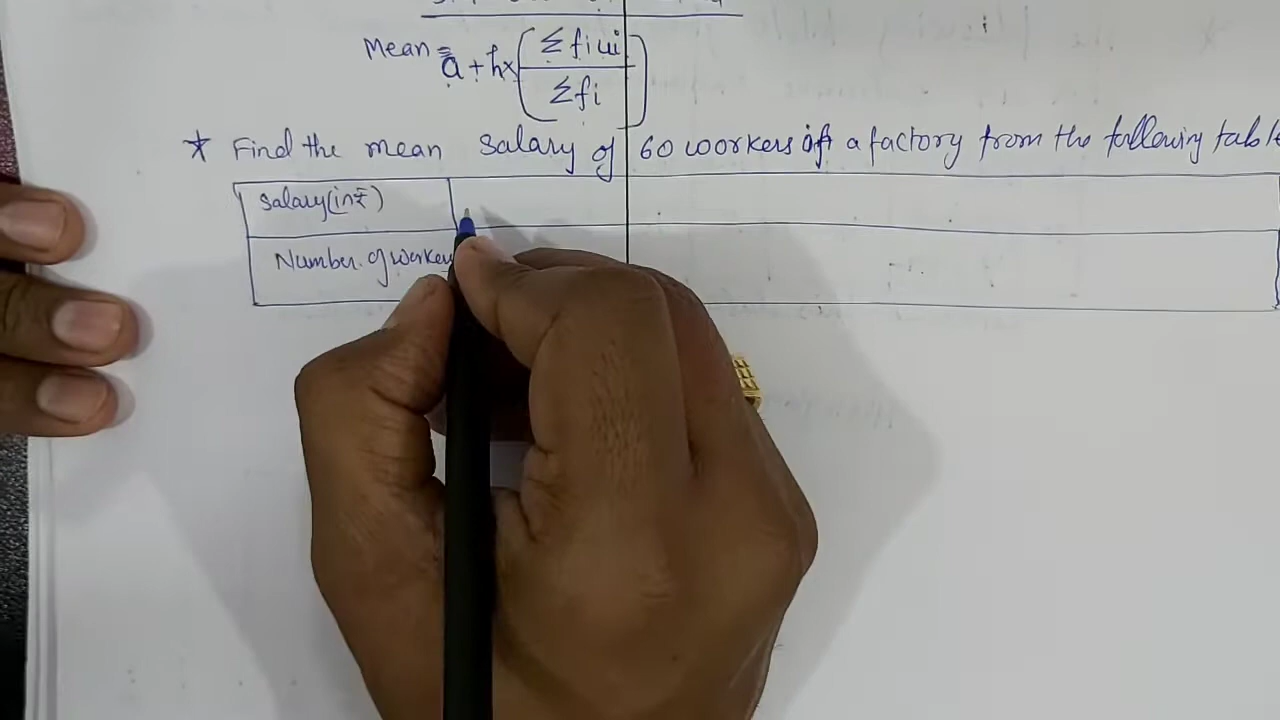 Mean = a + h× ( Σfiui / Σfi )
* Find the mean salary of 60 workers of a factory from the following table
Salary (in ₹)
Number of workers